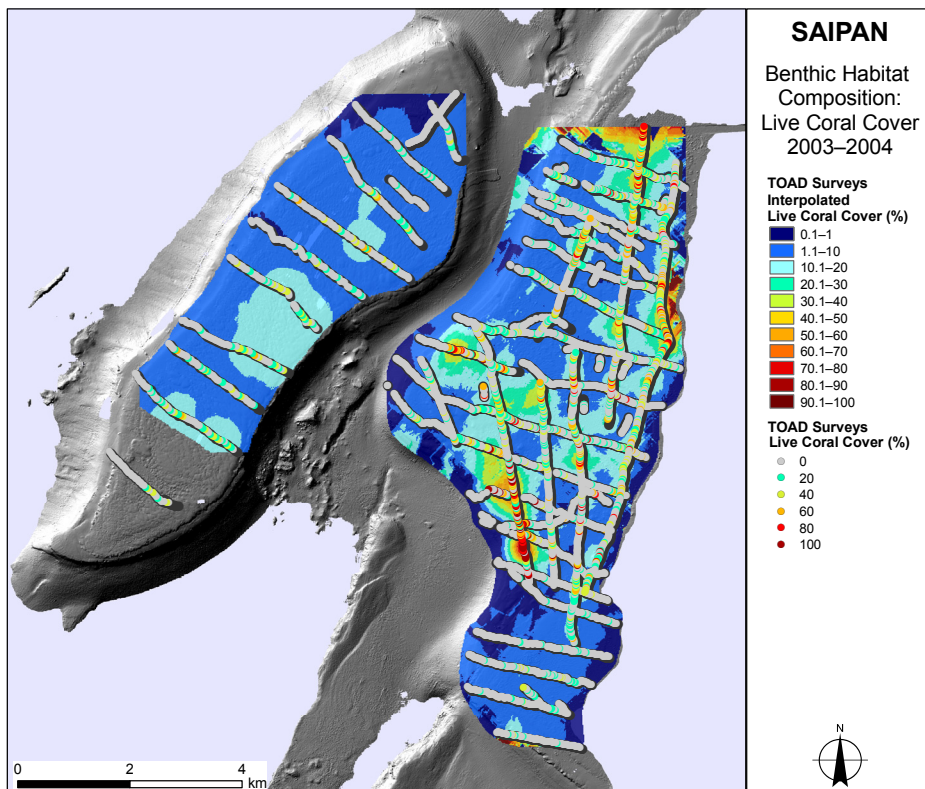 SAIPAN
Benthic Habitat
Composition:
Live Coral Cover
2003–2004
TOAD Surveys
Interpolated
Live Coral Cover (%)
0.1–1
1.1–10
10.1–20
20.1–30
30.1–40
40.1–50
50.1–60
60.1–70
70.1–80
80.1–90
90.1–100
TOAD Surveys
Live Coral Cover (%)
0
20
40
60
80
100
N
0 2 4
km